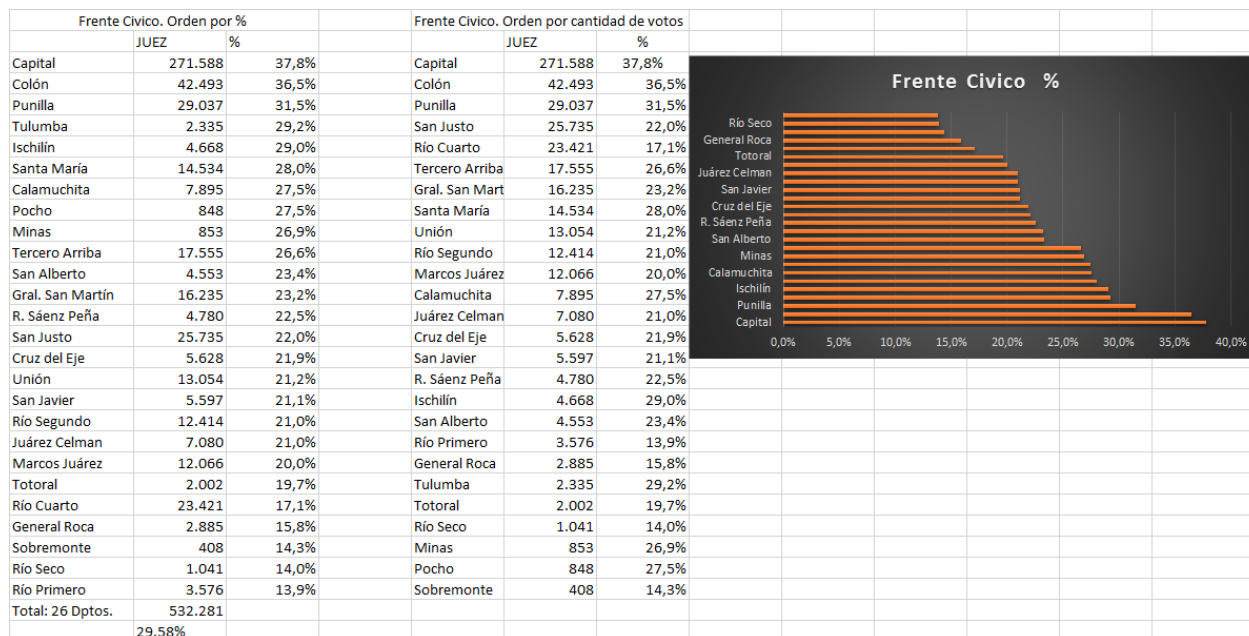 Frente Civico. Orden por %
JUEZ %
Capital 271.588 37,8%
Colón 42.493 36,5%
Punilla 29.037 31,5%
Tulumba 2.335 29,2%
Ischilín 4.668 29,0%
Santa María 14.534 28,0%
Calamuchita 7.895 27,5%
Pocho 848 27,5%
Minas 853 26,9%
Tercero Arriba 17.555 26,6%
San Alberto 4.553 23,4%
Gral. San Martín 16.235 23,2%
R. Sáenz Peña 4.780 22,5%
San Justo 25.735 22,0%
Cruz del Eje 5.628 21,9%
Unión 13.054 21,2%
San Javier 5.597 21,1%
Río Segundo 12.414 21,0%
Juárez Celman 7.080 21,0%
Marcos Juárez 12.066 20,0%
Totoral 2.002 19,7%
Río Cuarto 23.421 17,1%
General Roca 2.885 15,8%
Sobremonte 408 14,3%
Río Seco 1.041 14,0%
Río Primero 3.576 13,9%
Total: 26 Dptos. 532.281
29,58%
Frente Civico. Orden por cantidad de votos
JUEZ %
Capital 271.588 37,8%
Colón 42.493 36,5%
Punilla 29.037 31,5%
San Justo 25.735 22,0%
Río Cuarto 23.421 17,1%
Tercero Arriba 17.555 26,6%
Gral. San Mart 16.235 23,2%
Santa María 14.534 28,0%
Unión 13.054 21,2%
Río Segundo 12.414 21,0%
Marcos Juárez 12.066 20,0%
Calamuchita 7.895 27,5%
Juárez Celman 7.080 21,0%
Cruz del Eje 5.628 21,9%
San Javier 5.597 21,1%
R. Sáenz Peña 4.780 22,5%
Ischilín 4.668 29,0%
San Alberto 4.553 23,4%
Río Primero 3.576 13,9%
General Roca 2.885 15,8%
Tulumba 2.335 29,2%
Totoral 2.002 19,7%
Río Seco 1.041 14,0%
Minas 853 26,9%
Pocho 848 27,5%
Sobremonte 408 14,3%
Frente Civico %
Río Seco
General Roca
Totoral
Juárez Celman
San Javier
Cruz del Eje
R. Sáenz Peña
San Alberto
Minas
Calamuchita
Ischilín
Punilla
Capital
0,0% 5,0% 10,0% 15,0% 20,0% 25,0% 30,0% 35,0% 40,0%